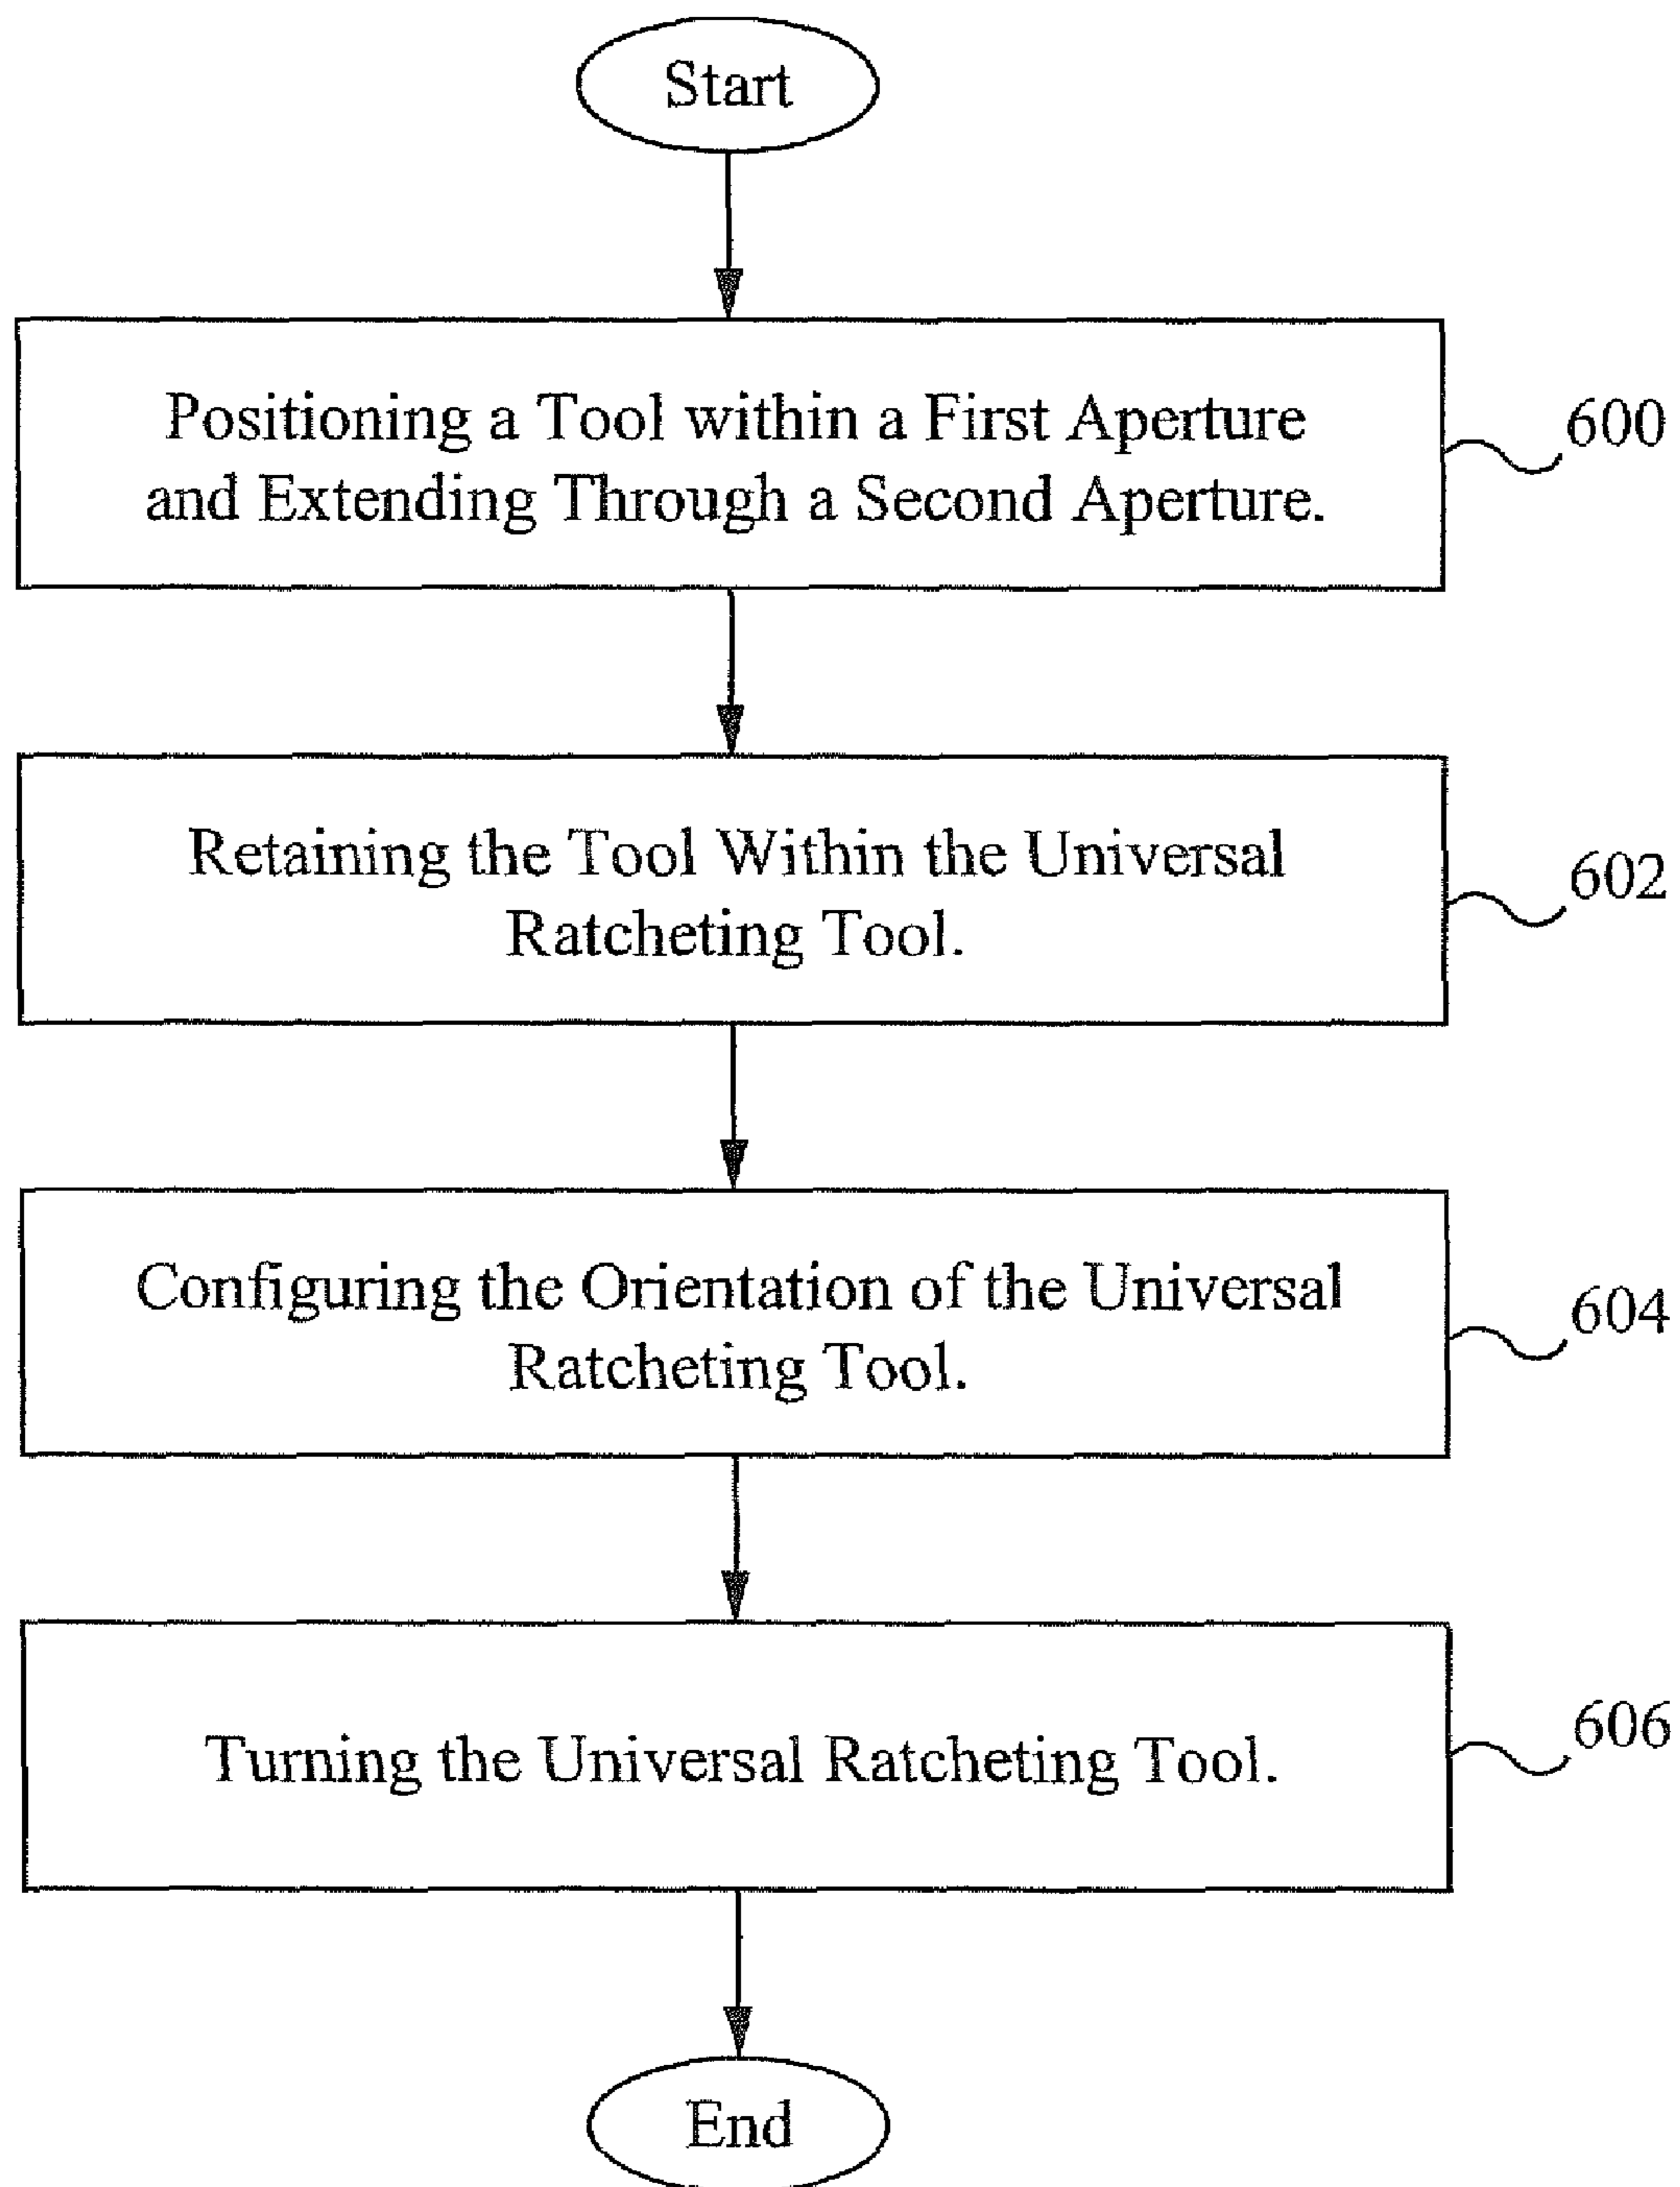 Start
Positioning a Tool within a First Aperture
and Extending Through a Second Aperture.
600
Retaining the Tool Within the Universal
Ratcheting Tool.
602
Configuring the Orientation of the Universal
Ratcheting Tool.
604
Turning the Universal Ratcheting Tool.
606
End